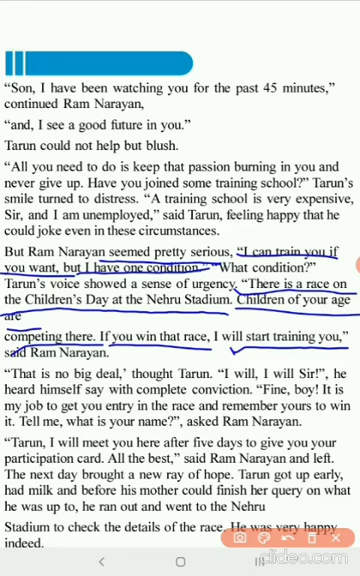 “Son, I have been watching you for the past 45 minutes,”
continued Ram Narayan,
“and, I see a good future in you.”
Tarun could not help but blush.
“All you need to do is keep that passion burning in you and
never give up. Have you joined some training school?” Tarun’s
smile turned to distress. “A training school is very expensive,
Sir, and I am unemployed,” said Tarun, feeling happy that he
could joke even in these circumstances.
But Ram Narayan seemed pretty serious, “I can train you if
you want, but I have one condition.” “What condition?”
Tarun’s voice showed a sense of urgency. “There is a race on
the Children’s Day at the Nehru Stadium. Children of your age
are
competing there. If you win that race, I will start training you,”
said Ram Narayan.
“That is no big deal,’ thought Tarun. “I will, I will Sir!”, he
heard himself say with complete conviction. “Fine, boy! It is
my job to get you entry in the race and remember yours to win
it. Tell me, what is your name?”, asked Ram Narayan.
“Tarun, I will meet you here after five days to give you your
participation card. All the best,” said Ram Narayan and left.
The next day brought a new ray of hope. Tarun got up early,
had milk and before his mother could finish her query on what
he was up to, he ran out and went to the Nehru
Stadium to check the details of the race. He was very happy
indeed.
clideo.com